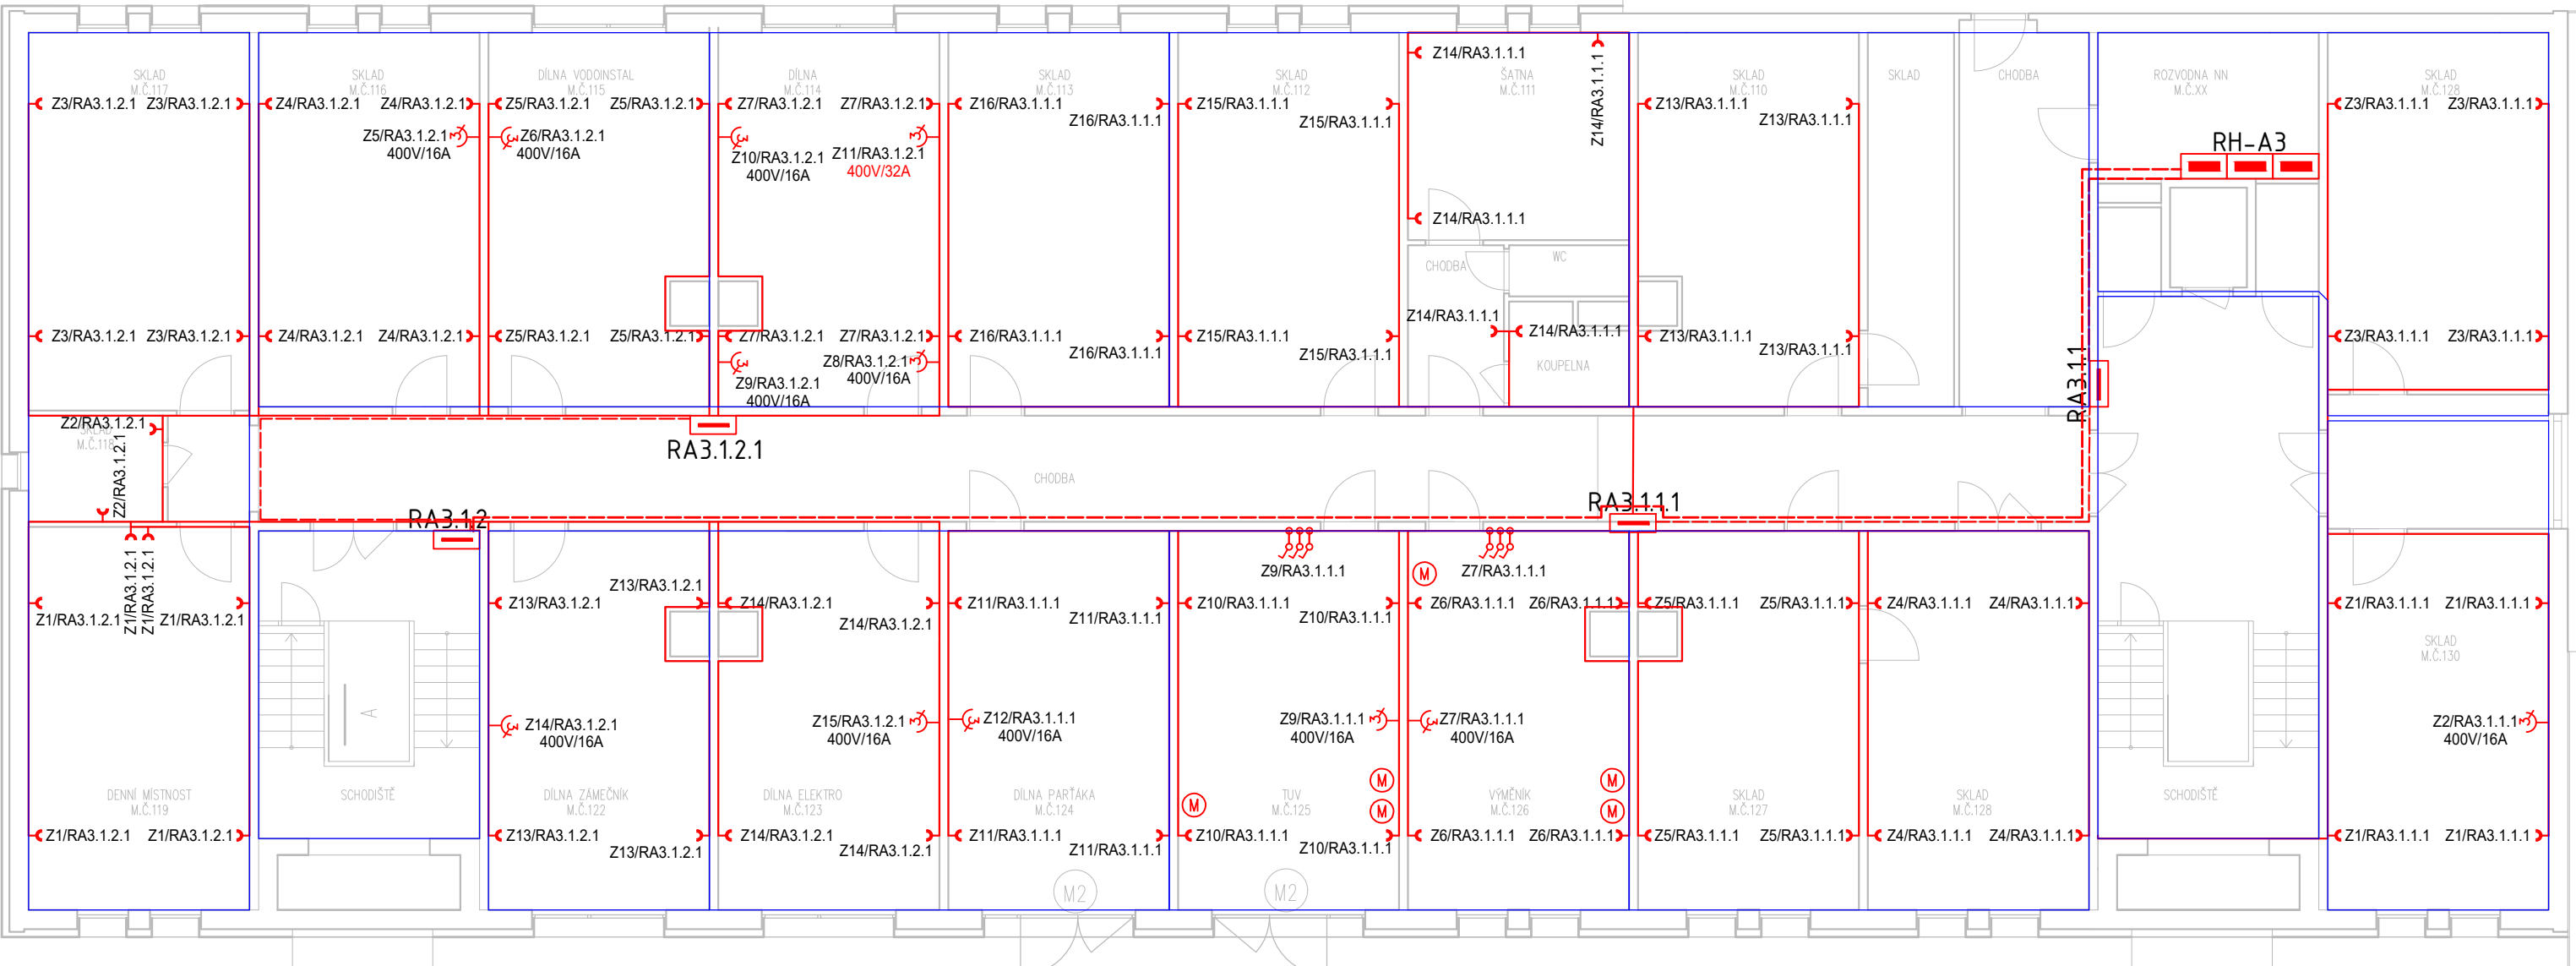 SKLAD
M.Č.117
Z3/RA3.1.2.1
Z3/RA3.1.2.1
Z3/RA3.1.2.1
Z3/RA3.1.2.1
SKLAD
M.Č.116
Z4/RA3.1.2.1
Z4/RA3.1.2.1
Z5/RA3.1.2.1
400V/16A
Z4/RA3.1.2.1
Z4/RA3.1.2.1
DÍLNA VODOINSTAL
M.Č.115
Z5/RA3.1.2.1
Z5/RA3.1.2.1
Z6/RA3.1.2.1
400V/16A
Z5/RA3.1.2.1
Z5/RA3.1.2.1
DÍLNA
M.Č.114
Z7/RA3.1.2.1
Z7/RA3.1.2.1
Z10/RA3.1.2.1
400V/16A
Z11/RA3.1.2.1
400V/32A
Z7/RA3.1.2.1
Z7/RA3.1.2.1
Z9/RA3.1.2.1
400V/16A
Z8/RA3.1.2.1
400V/16A
SKLAD
M.Č.113
Z16/RA3.1.1.1
Z16/RA3.1.1.1
Z16/RA3.1.1.1
Z16/RA3.1.1.1
SKLAD
M.Č.112
Z15/RA3.1.1.1
Z15/RA3.1.1.1
Z15/RA3.1.1.1
Z15/RA3.1.1.1
Z14/RA3.1.1.1
ŠATNA
M.Č.111
Z14/RA3.1.1.1
Z14/RA3.1.1.1
CHODBA
WC
Z14/RA3.1.1.1
Z14/RA3.1.1.1
KOUPELNA
SKLAD
M.Č.110
Z13/RA3.1.1.1
Z13/RA3.1.1.1
Z13/RA3.1.1.1
Z13/RA3.1.1.1
SKLAD
CHODBA
ROZVODNA NN
M.Č.XX
RH-A3
RA3.1.1
SKLAD
M.Č.128
Z3/RA3.1.1.1
Z3/RA3.1.1.1
Z3/RA3.1.1.1
Z3/RA3.1.1.1
Z2/RA3.1.2.1
SKLAD
M.Č.118
Z2/RA3.1.2.1
RA3.1.2.1
CHODBA
RA3.1.2
RA3.1.1.1
Z1/RA3.1.2.1
Z1/RA3.1.2.1
Z1/RA3.1.2.1
Z1/RA3.1.2.1
DENNÍ MÍSTNOST
M.Č.119
Z1/RA3.1.2.1
Z1/RA3.1.2.1
A
SCHODIŠTĚ
Z13/RA3.1.2.1
Z13/RA3.1.2.1
Z14/RA3.1.2.1
400V/16A
DÍLNA ZÁMEČNÍK
M.Č.122
Z13/RA3.1.2.1
Z13/RA3.1.2.1
Z14/RA3.1.2.1
Z14/RA3.1.2.1
Z15/RA3.1.2.1
400V/16A
DÍLNA ELEKTRO
M.Č.123
Z14/RA3.1.2.1
Z14/RA3.1.2.1
Z11/RA3.1.1.1
Z11/RA3.1.1.1
Z12/RA3.1.1.1
400V/16A
DÍLNA PARŤÁKA
M.Č.124
Z11/RA3.1.1.1
Z11/RA3.1.1.1
M2
Z9/RA3.1.1.1
Z10/RA3.1.1.1
Z10/RA3.1.1.1
Z9/RA3.1.1.1
400V/16A
M
M
M
TUV
M.Č.125
Z10/RA3.1.1.1
Z10/RA3.1.1.1
M2
Z7/RA3.1.1.1
M
Z6/RA3.1.1.1
Z6/RA3.1.1.1
Z7/RA3.1.1.1
400V/16A
M
M
VÝMĚNÍK
M.Č.126
Z6/RA3.1.1.1
Z6/RA3.1.1.1
Z5/RA3.1.1.1
Z5/RA3.1.1.1
SKLAD
M.Č.127
Z5/RA3.1.1.1
Z5/RA3.1.1.1
Z4/RA3.1.1.1
Z4/RA3.1.1.1
SKLAD
M.Č.128
Z4/RA3.1.1.1
Z4/RA3.1.1.1
SCHODIŠTĚ
Z1/RA3.1.1.1
Z1/RA3.1.1.1
SKLAD
M.Č.130
Z2/RA3.1.1.1
400V/16A
Z1/RA3.1.1.1
Z1/RA3.1.1.1